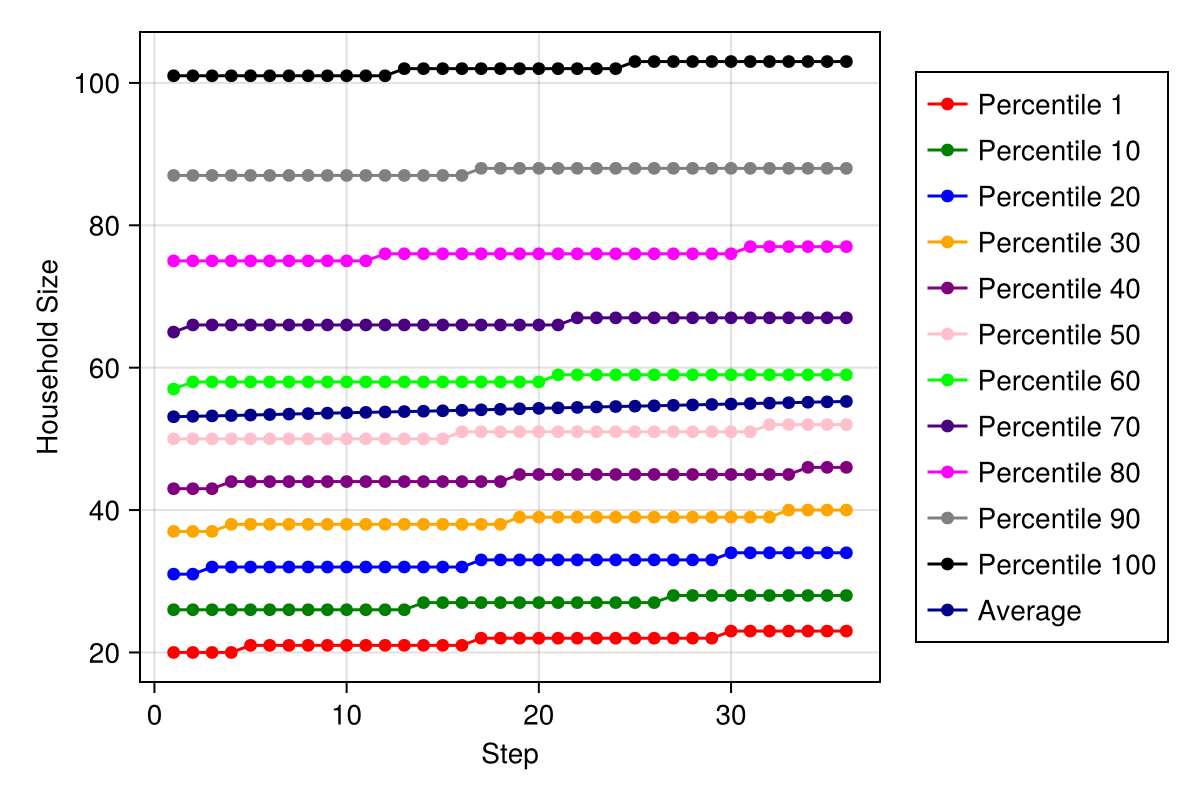 Household Size
100
80
60
40
20
0
10
20
30
Step
Percentile 1
Percentile 10
Percentile 20
Percentile 30
Percentile 40
Percentile 50
Percentile 60
Percentile 70
Percentile 80
Percentile 90
Percentile 100
Average